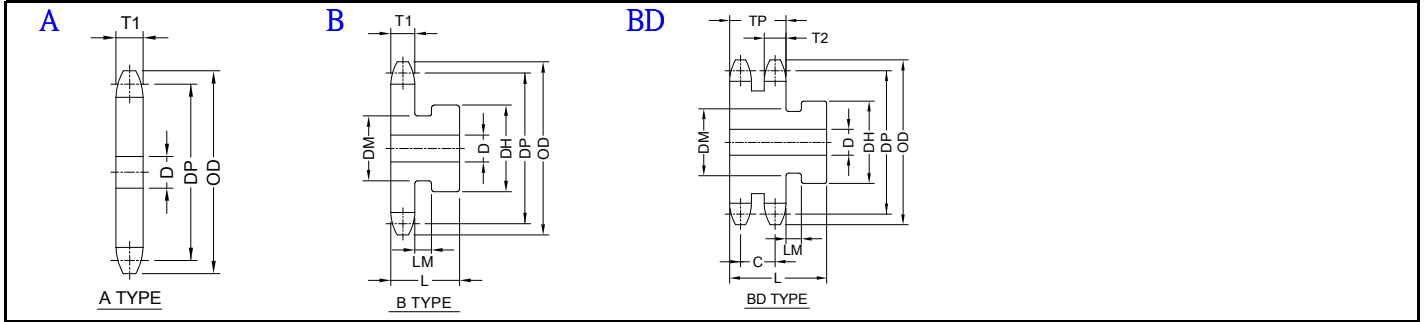 A
T1
D
DP
OD
A TYPE
B
T1
DM
D
DH
DP
OD
LM
L
B TYPE
BD
TP
T2
DM
D
DH
DP
OD
LM
C
L
BD TYPE